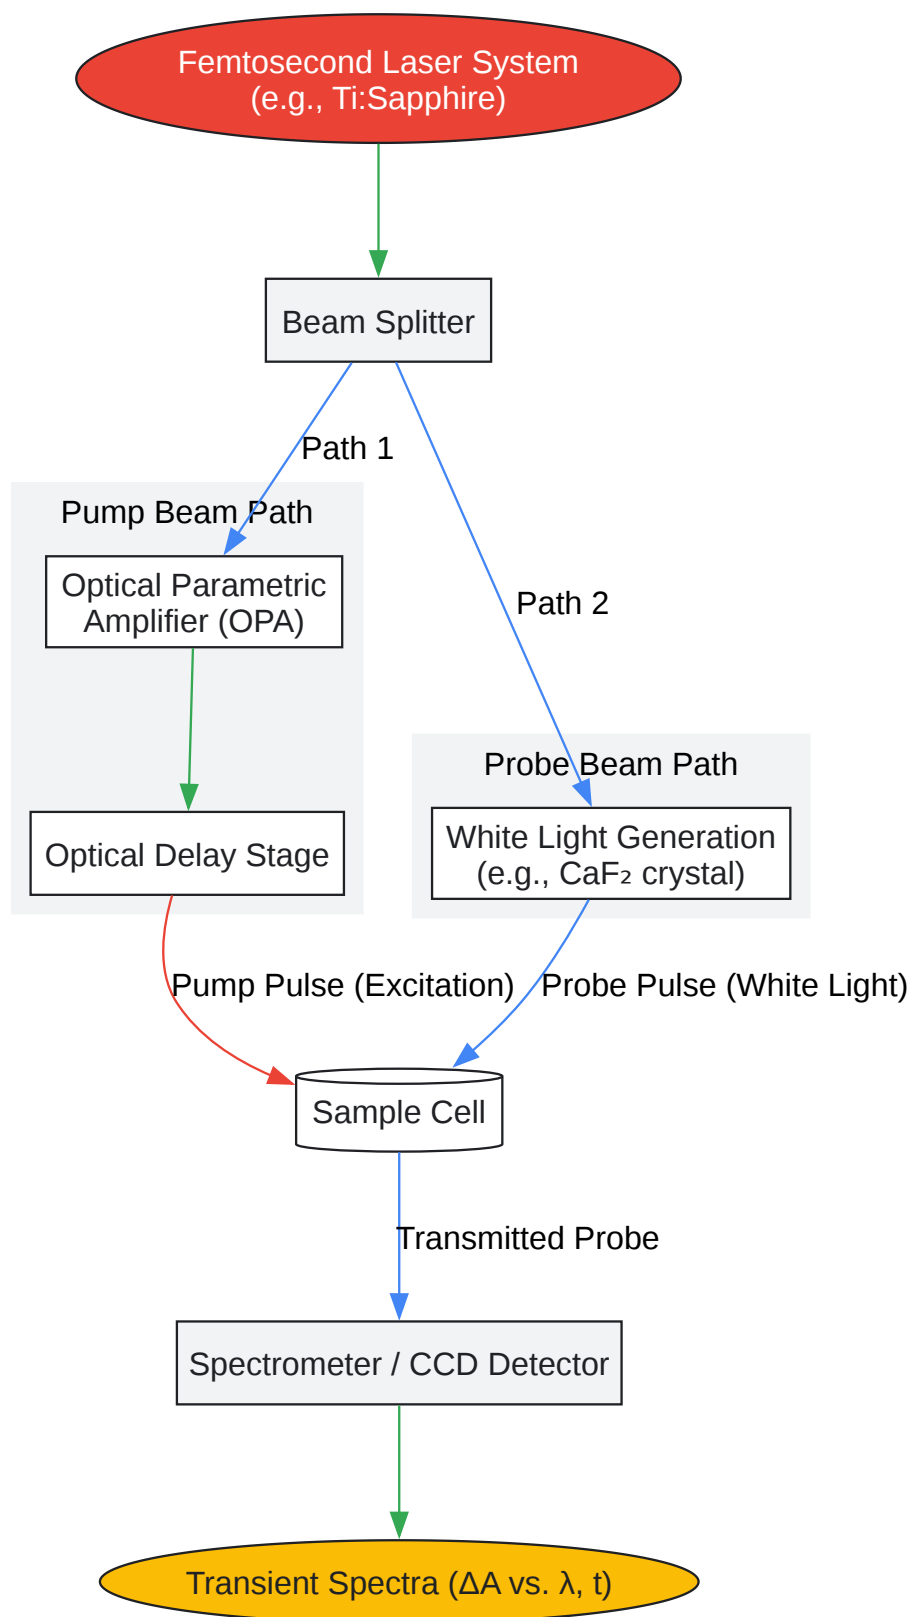 Femtosecond Laser System
(e.g., Ti:Sapphire)
Beam Splitter
Path 1
Pump Beam Path
Optical Parametric
Amplifier (OPA)
Path 2
Probe Beam Path
White Light Generation
(e.g., CaF₂ crystal)
Optical Delay Stage
Pump Pulse (Excitation)
Probe Pulse (White Light)
Sample Cell
Transmitted Probe
Spectrometer / CCD Detector
Transient Spectra (ΔA vs. λ, t)